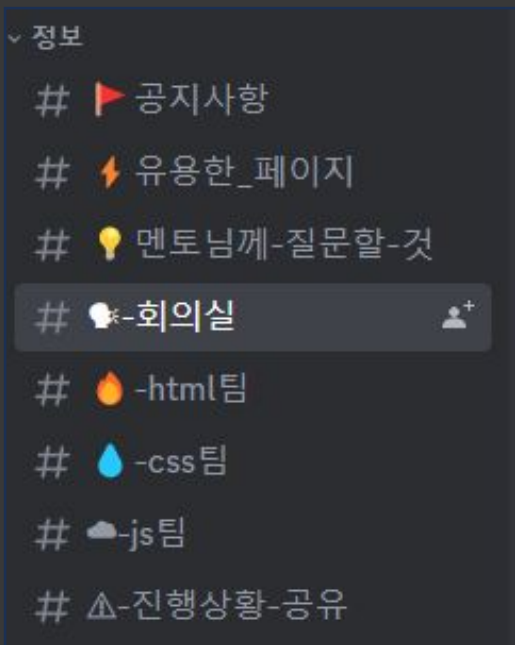 정보
# 🚩공지사항
# ⚡유용한_페이지
# 💡멘토님께-질문할-것
# 🗣-회의실
# 🔥-html팀
# 💧-css팀
# ☁-js팀
# ⚠-진행상황-공유